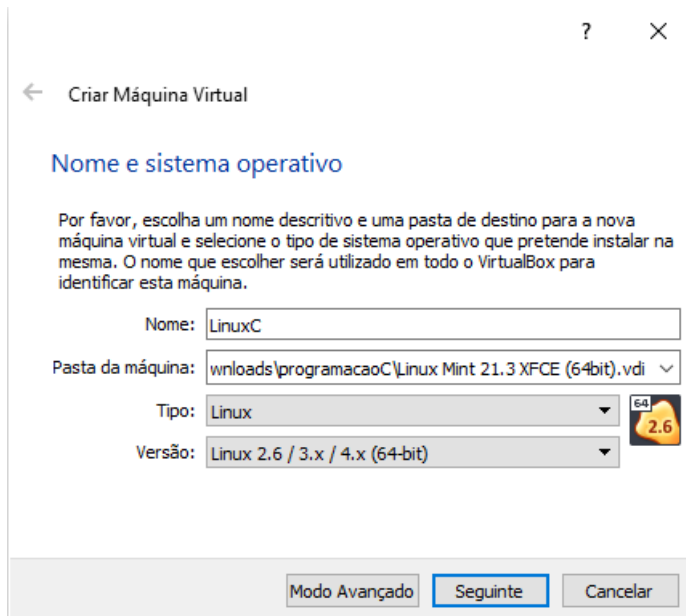 ?
Criar Máquina Virtual
Nome e sistema operativo
Por favor, escolha um nome descritivo e uma pasta de destino para a nova
máquina virtual e selecione o tipo de sistema operativo que pretende instalar na
mesma. O nome que escolher será utilizado em todo o VirtualBox para
identificar esta máquina.
Nome: LinuxC
Pasta da máquina: wnloads\programacaoC\Linux Mint 21.3 XFCE (64bit).vdi
Tipo: Linux
64
2.6
Versão: Linux 2.6 / 3.x / 4.x (64-bit)
Modo Avançado Seguinte Cancelar